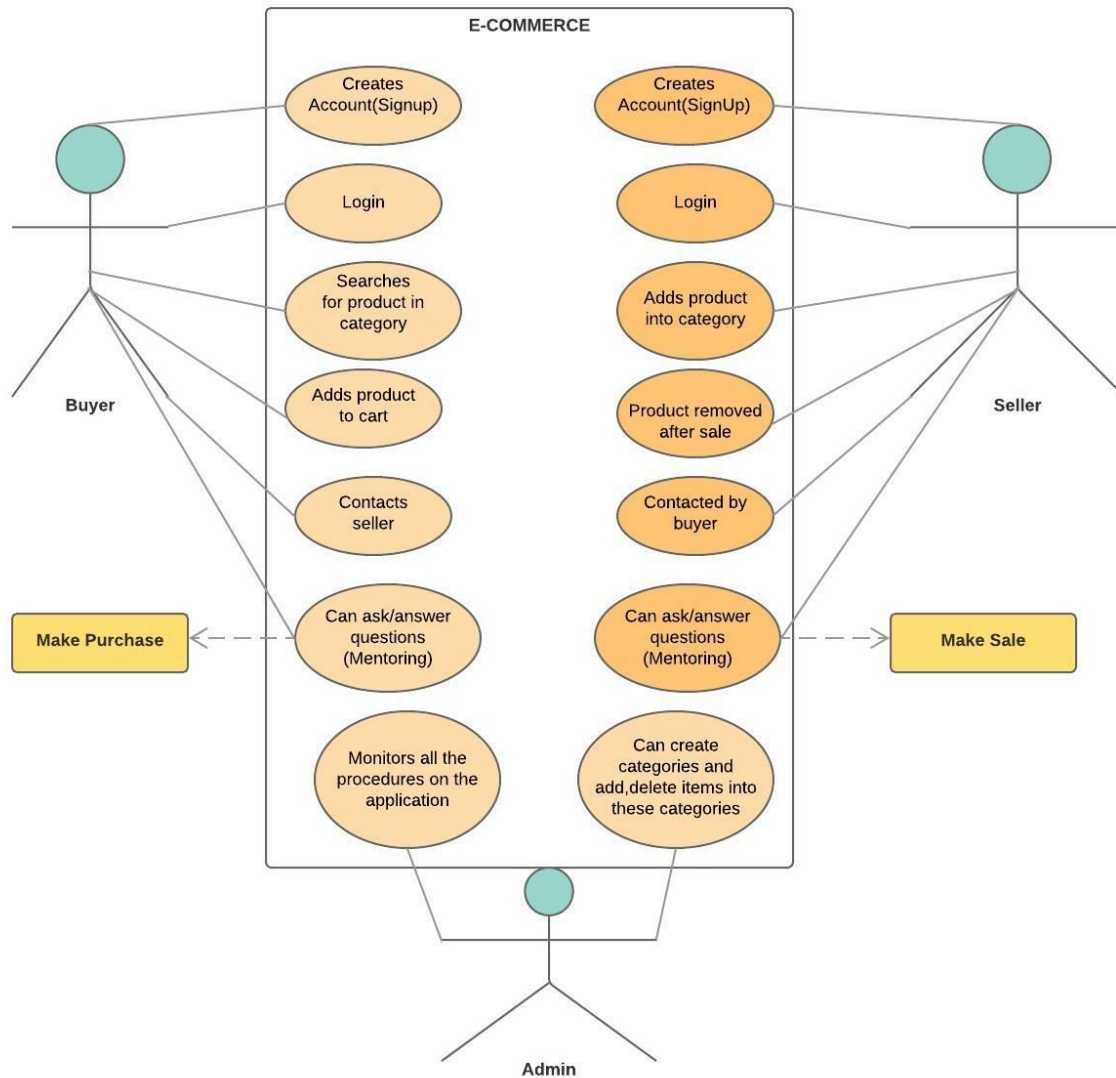 E-COMMERCE
Creates
Account(Signup)
Creates
Account(SignUp)
Login
Login
Searches
for product in
category
Adds product
into category
Buyer
Seller
Adds product
to cart
Product removed
after sale
Contacts
seller
Contacted by
buyer
Can ask/answer
questions
(Mentoring)
Can ask/answer
questions
(Mentoring)
Make Purchase
Make Sale
Monitors all the
procedures on the
application
Can create
categories and
add,delete items into
these categories
Admin